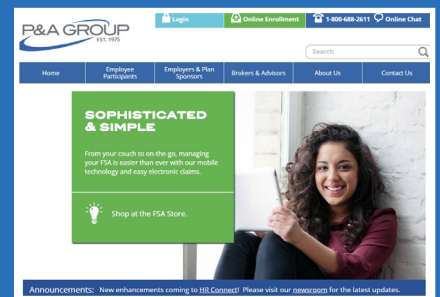 P&A GROUP
EST. 1975
Login
Online Enrollment
1-800-688-2611
Online Chat
Search
Home
Employee
Participants
Employers & Plan
Sponsors
Brokers & Advisors
About Us
Contact Us
SOPHISTICATED
& SIMPLE
From your couch to on-the-go, managing
your FSA is easier than ever with our mobile
technology and easy electronic claims.
Shop at the FSA Store.
Announcements: New enhancements coming to HR Connect! Please visit our newsroom for the latest updates.